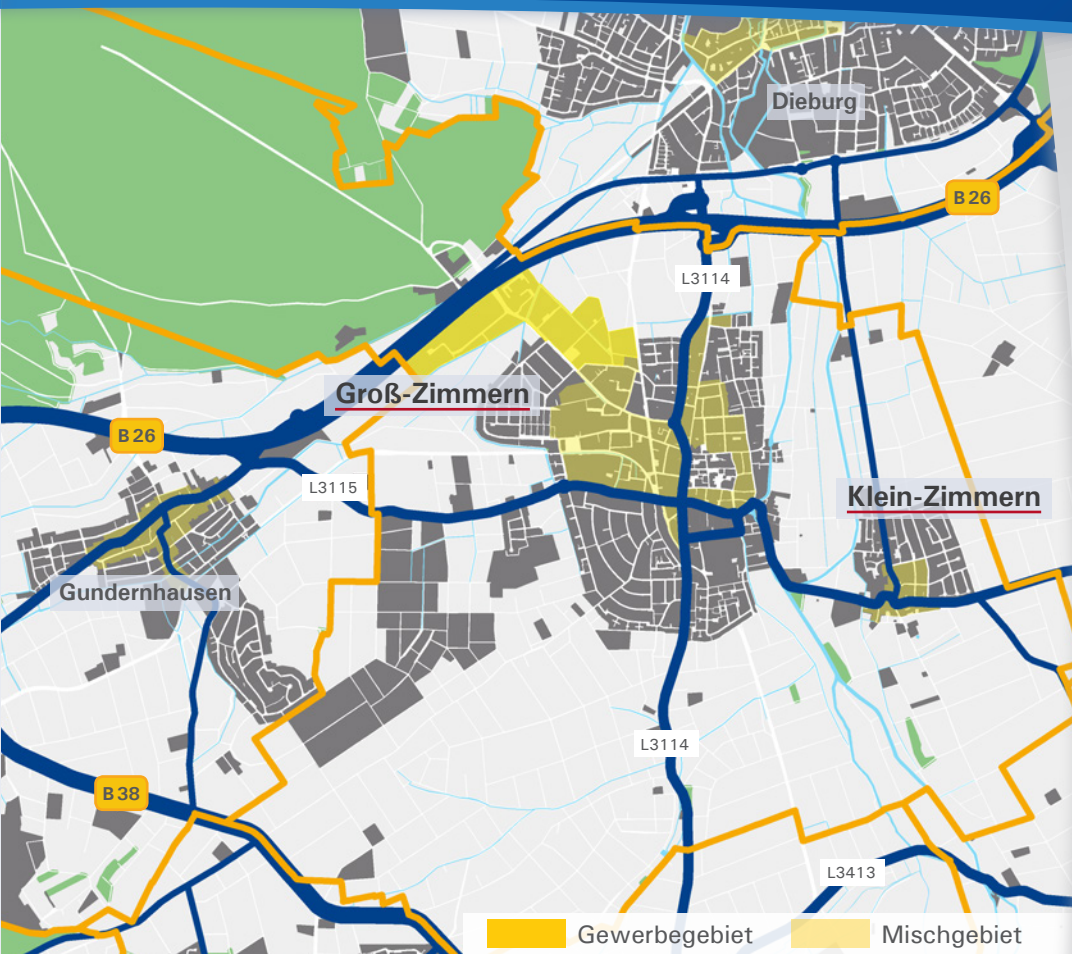 Dieburg
B 26
L3114
Groß-Zimmern
B 26
L3115
Klein-Zimmern
Gundernhausen
L3114
B 38
L3413
Gewerbegebiet
Mischgebiet